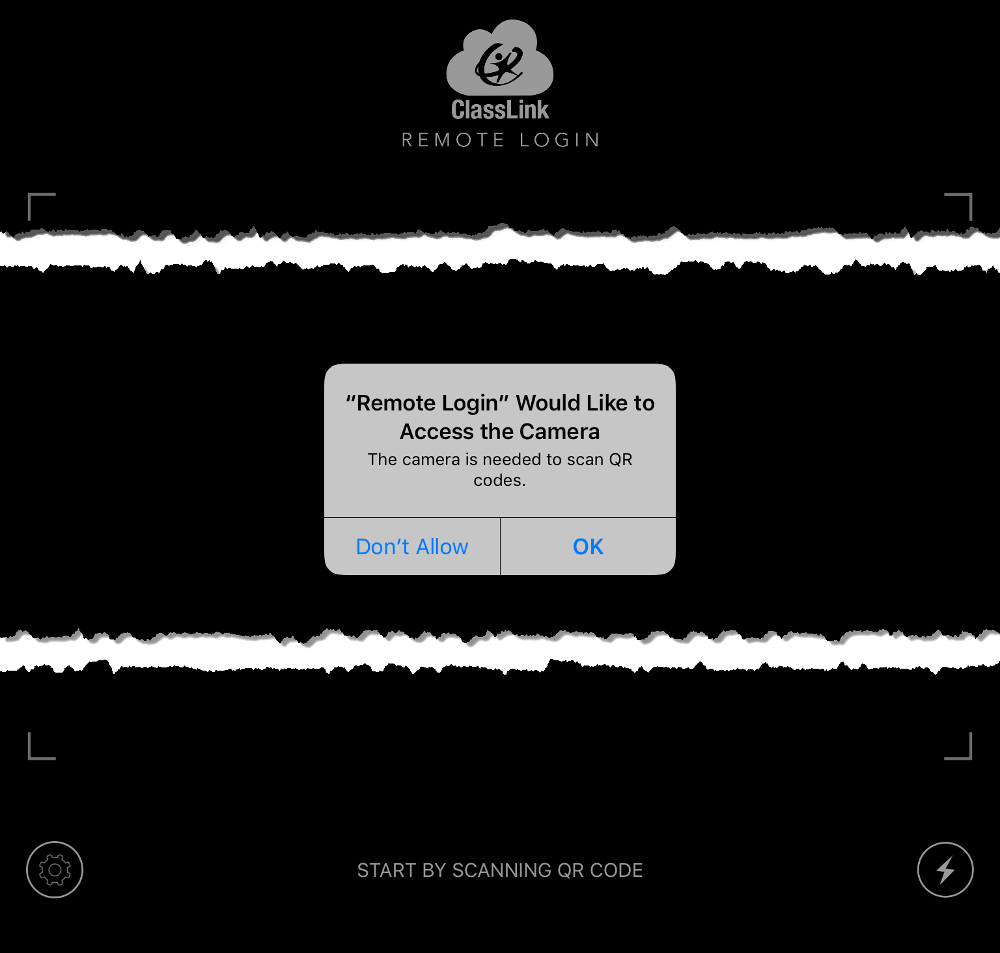 ClassLink
REMOTE LOGIN
“Remote Login” Would Like to
Access the Camera
The camera is needed to scan QR
codes.
Don’t Allow
OK
START BY SCANNING QR CODE